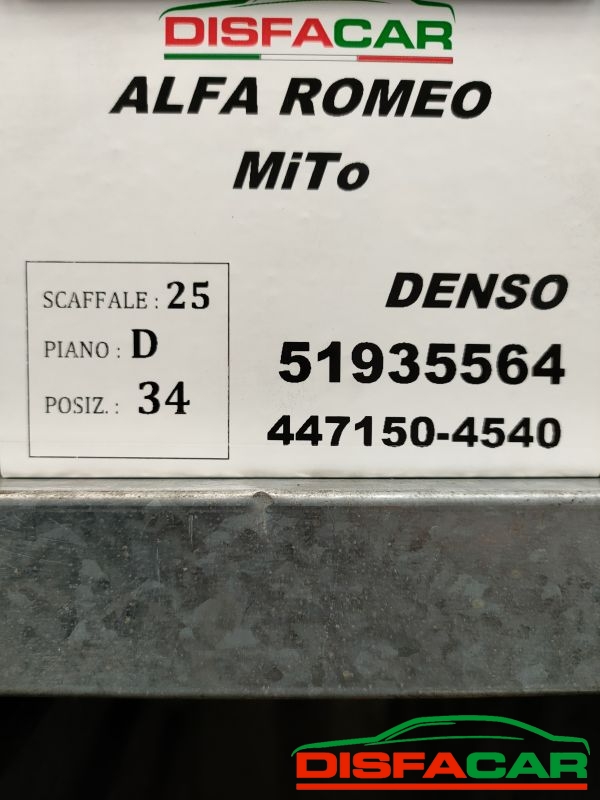 DISFACAR
ALFA ROMEO
MiTo
SCAFFALE : 25
PIANO : D
POSIZ. : 34
DENSO
51935564
447150-4540
DISFACAR